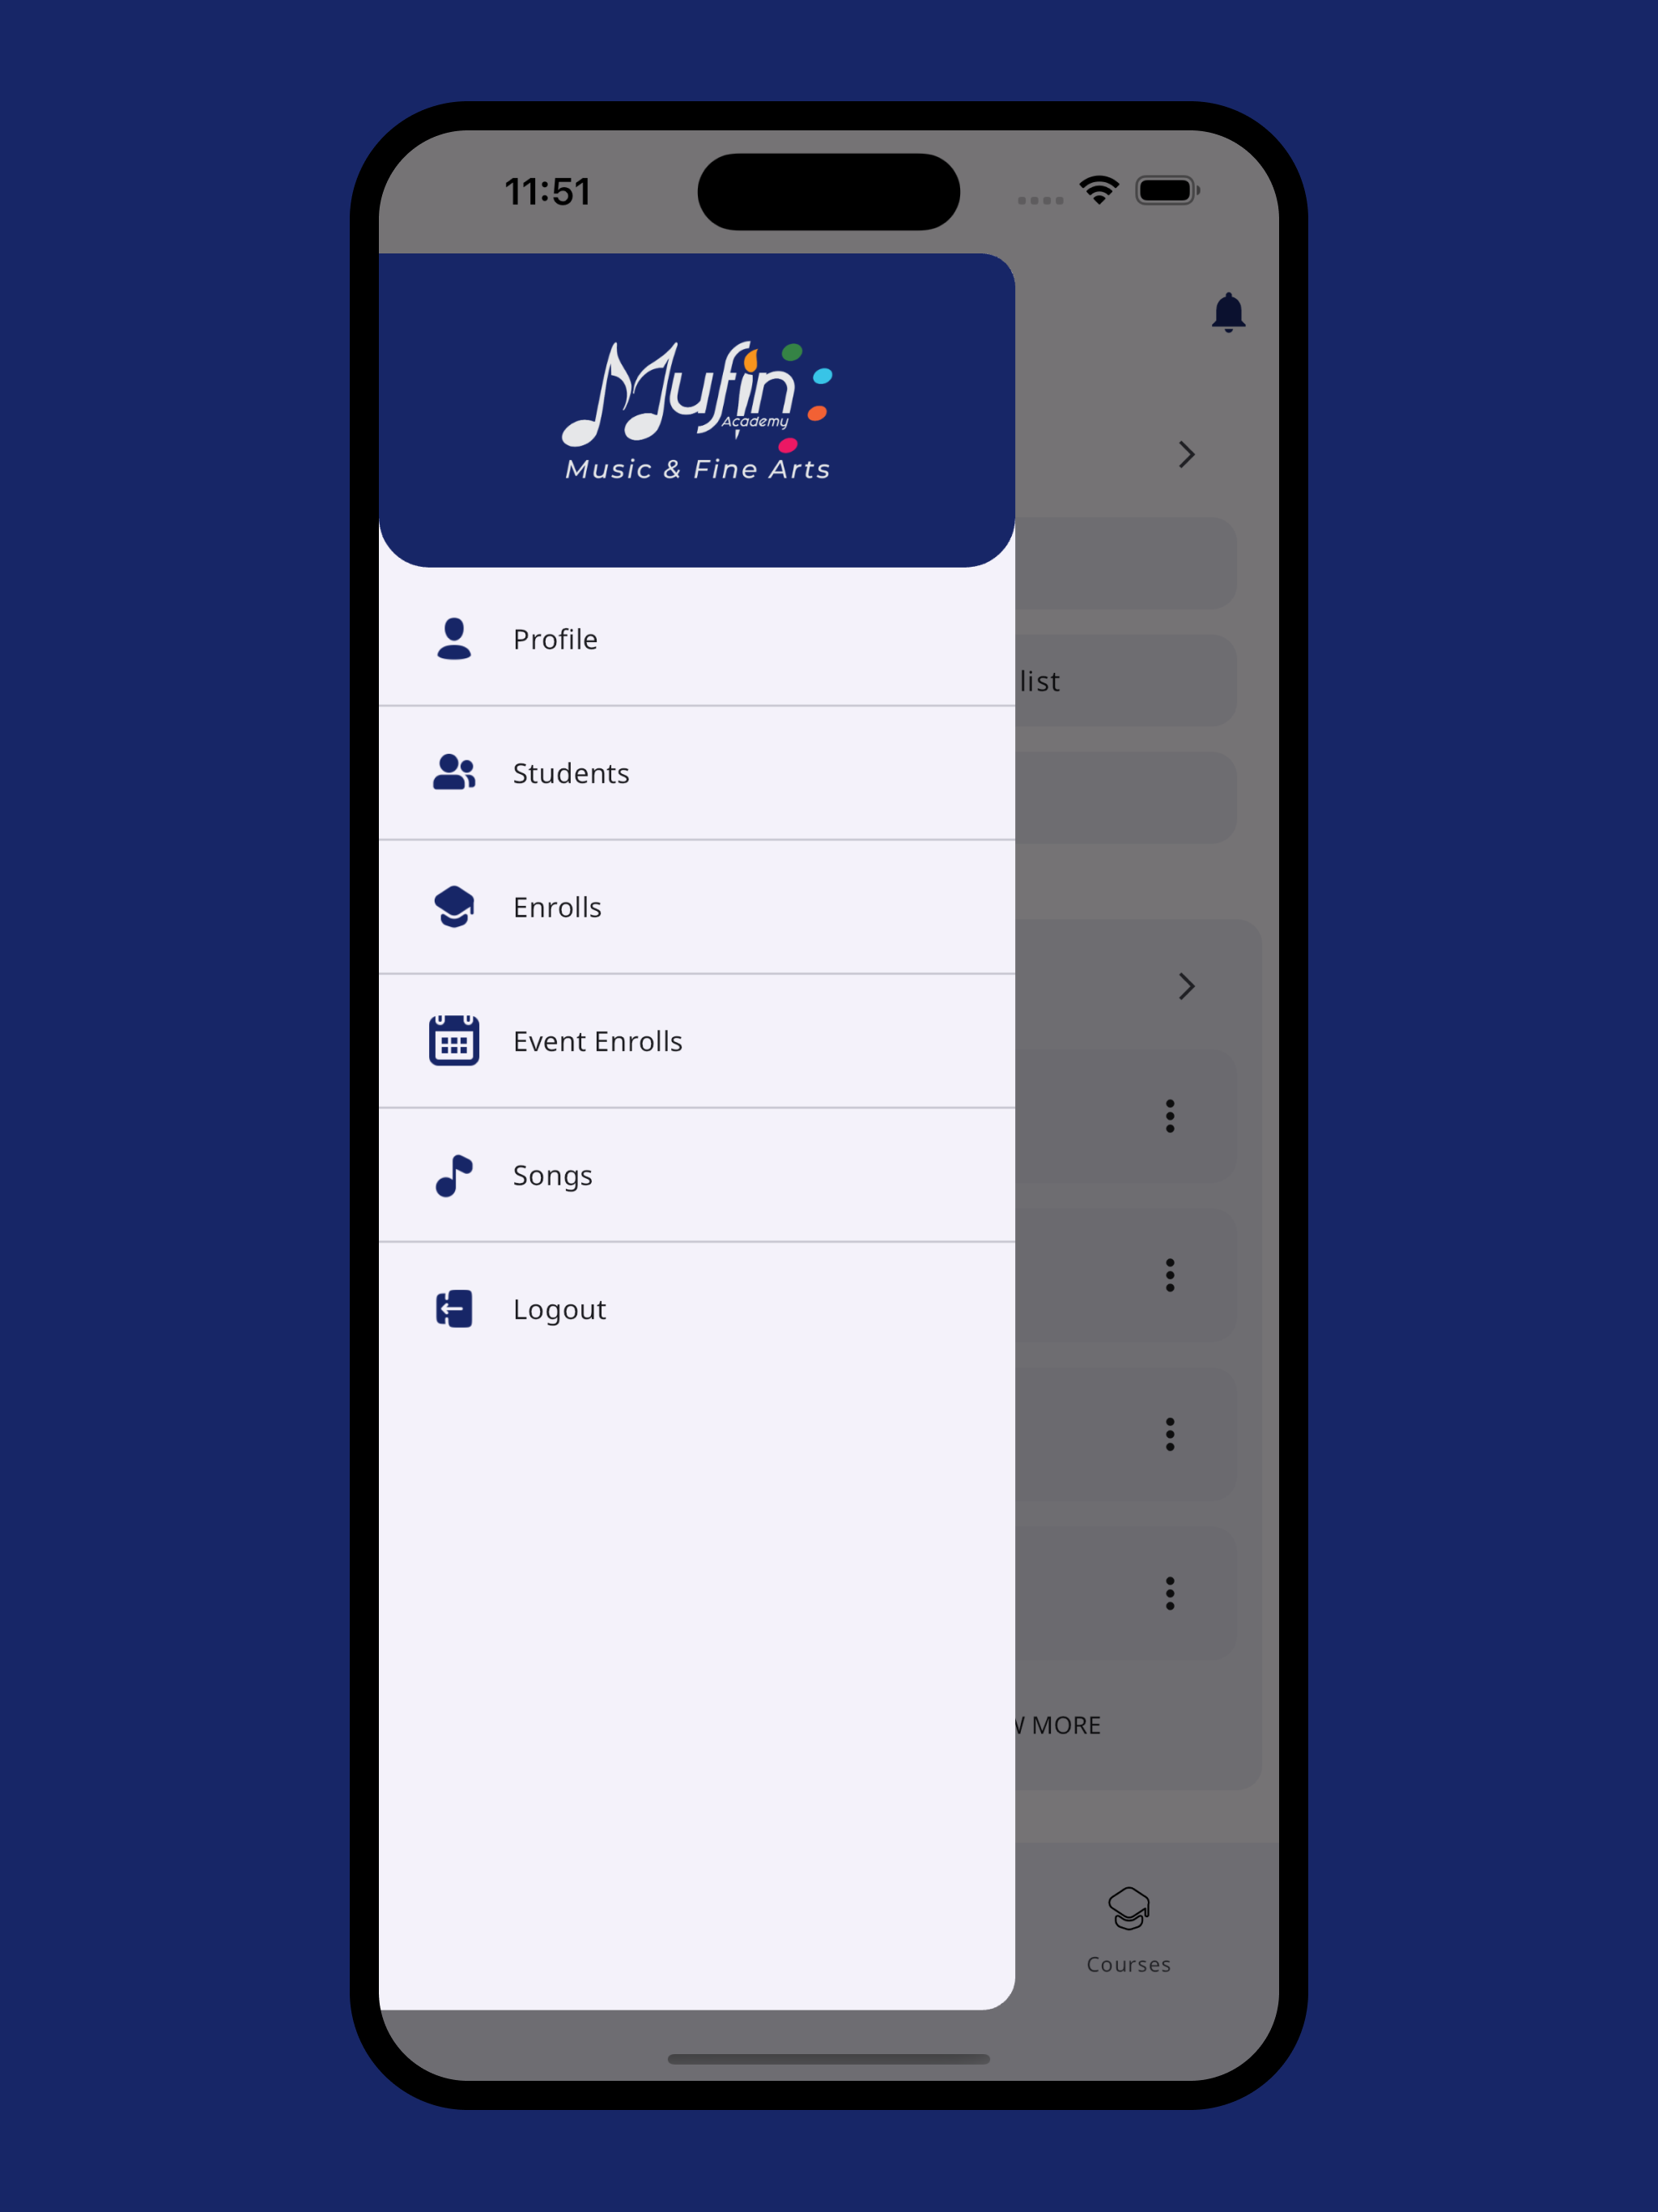 11:51
Mufin
Academy
Music & Fine Arts
Profile
list
Students
Enrolls
Event Enrolls
Songs
Logout
MORE
Courses